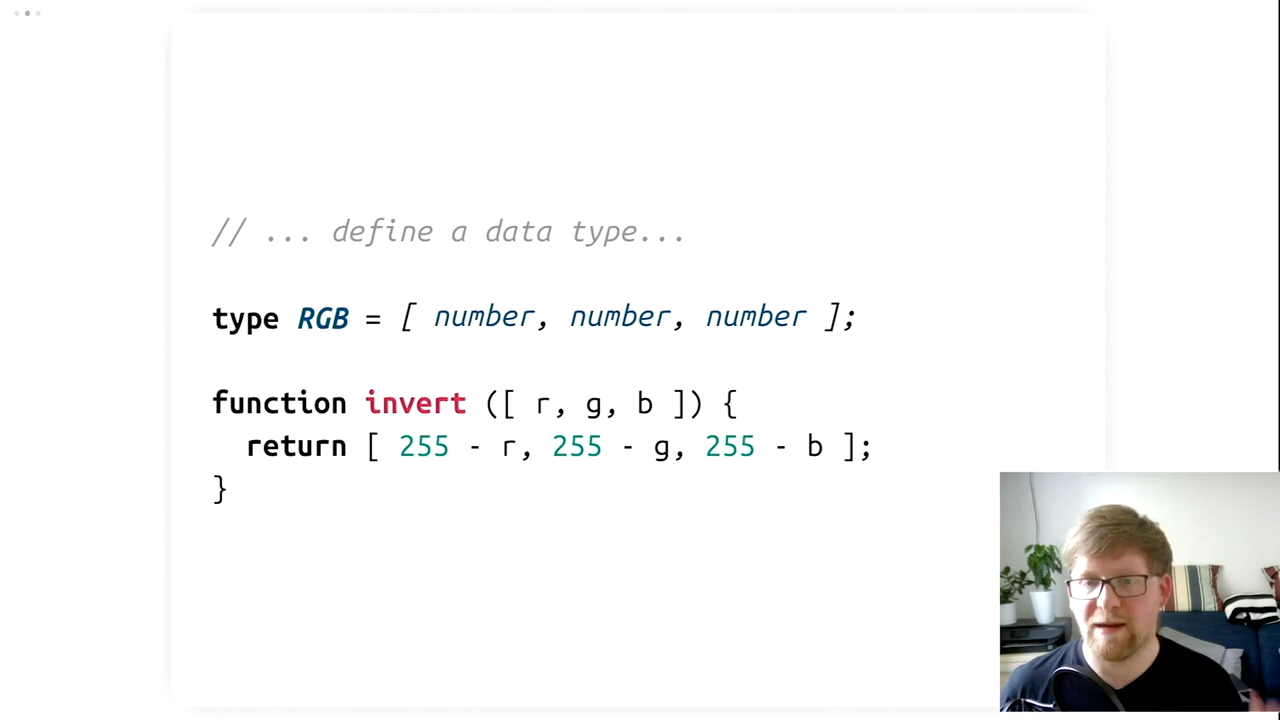 // ... define a data type...
type RGB = [ number, number, number ];
function invert ([ r, g, b ]) {
return [ 255 - r, 255 - g, 255 - b ];
}